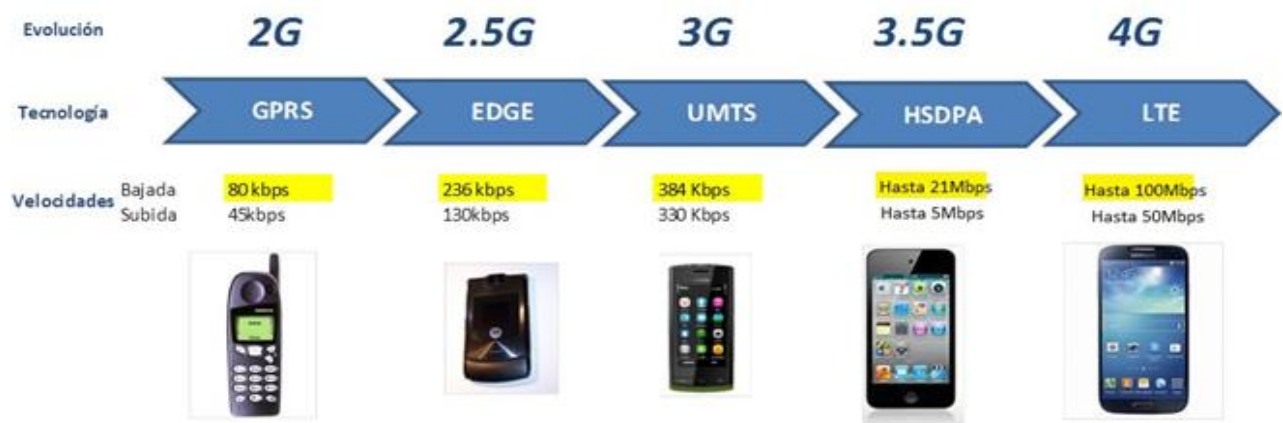 Evolución 2G 2.5G 3G 3.5G 4G
Tecnología GPRS EDGE UMTS HSDPA LTE
Velocidades Bajada 80 kbps 236 kbps 384 Kbps Hasta 21Mbps Hasta 100Mbps
Subida 45kbps 130kbps 330 Kbps Hasta 5Mbps Hasta 50Mbps